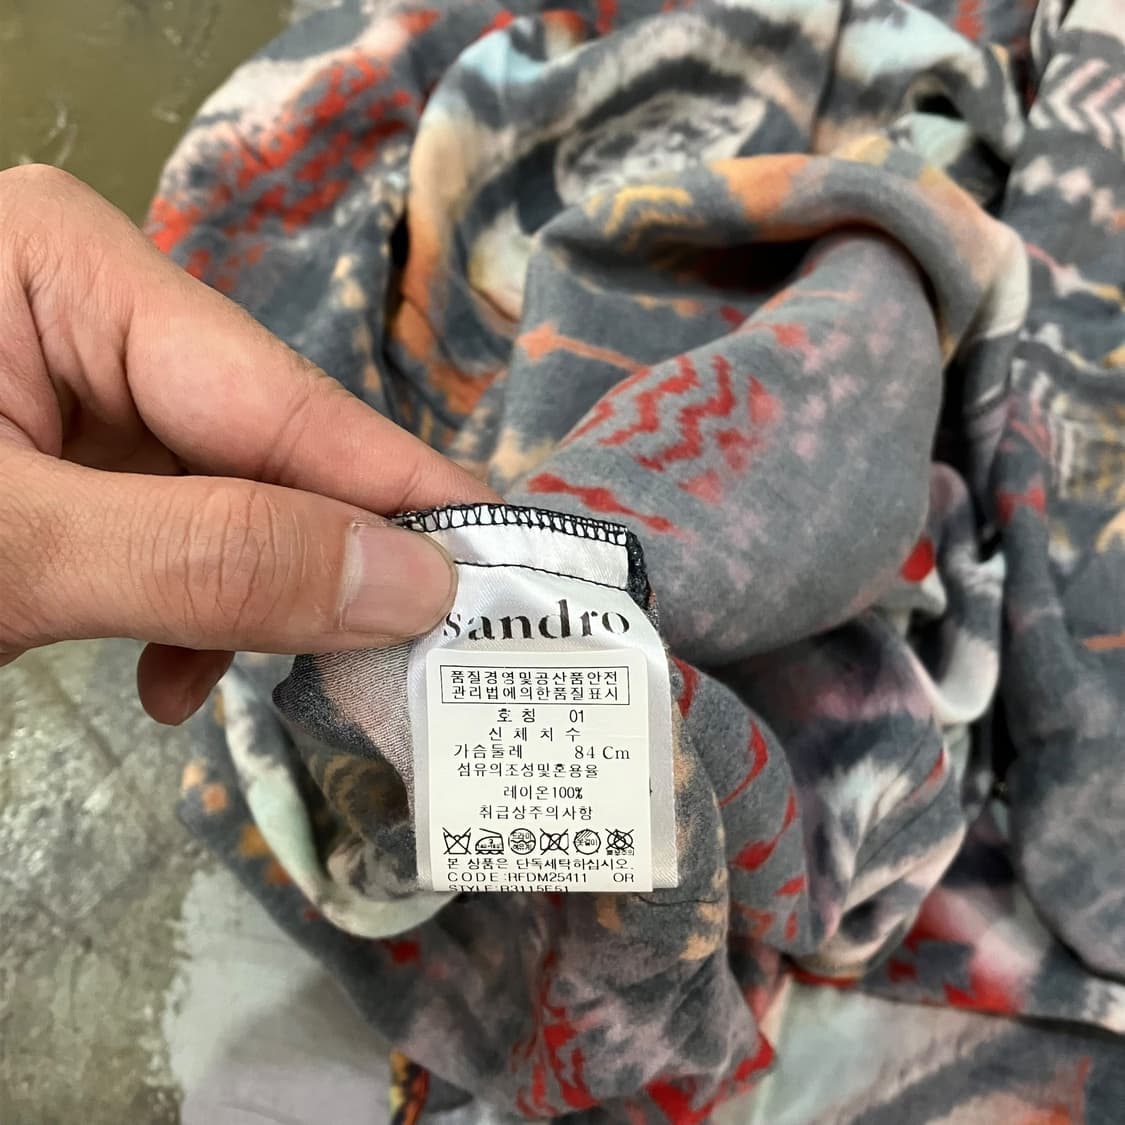 sandro
품질경영및공산품안전
관리법에의한품질표시
호칭 01
신체치수
가슴둘레 84 Cm
섬유의조성및혼용율
레이온100%
취급상주의사항
본 상품은 단독세탁하십시오.
CODE:RFDM25411 OR
STYLE:R3115E51